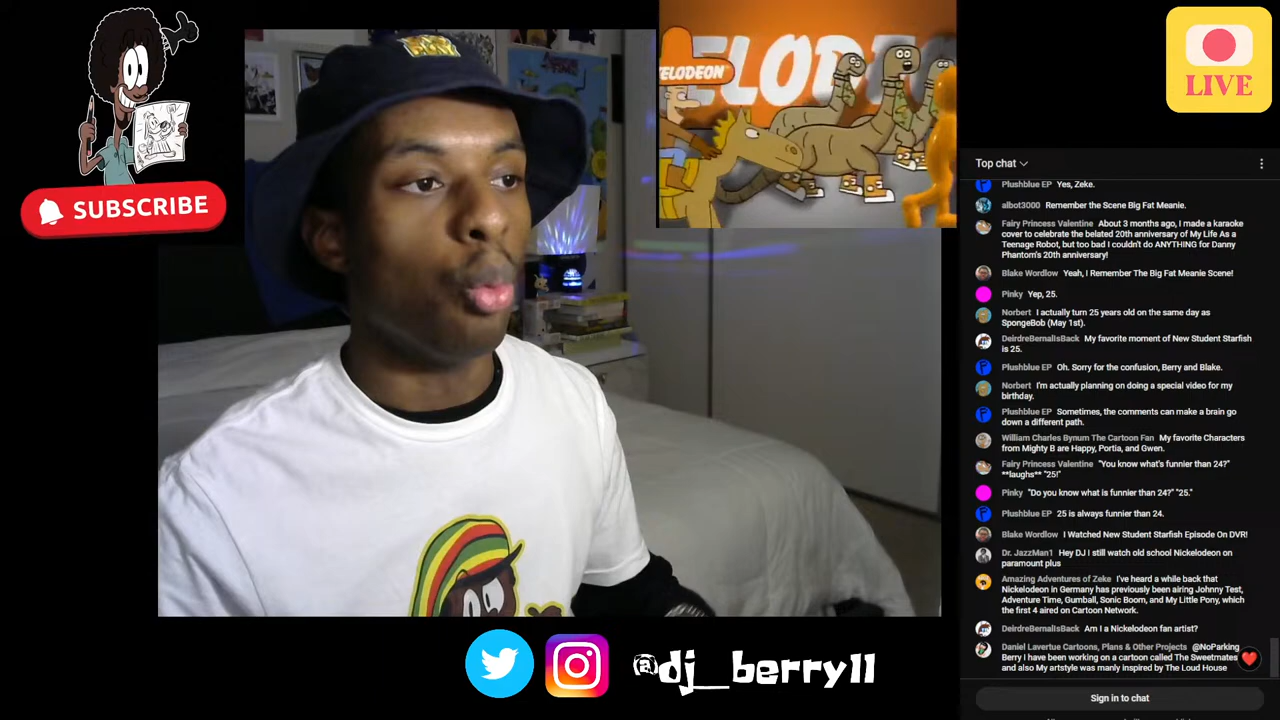 LIVE
ELODEO
ELODEON
SUBSCRIBE
Top chat
Plushblue EP Yes, Zeke.
albot3000 Remember the Scene Big Fat Meanie.
Fairy Princess Valentine About 3 months ago, I made a karaoke
cover to celebrate the belated 20th anniversary of My Life As a
Teenage Robot, but too bad I couldn't do ANYTHING for Danny
Phantom's 20th anniversary!
Blake Wordlow Yeah, I Remember The Big Fat Meanie Scene!
Pinky Yep, 25.
Norbert I actually turn 25 years old on the same day as
SpongeBob (May 1st).
DeirdreBernalIsBack My favorite moment of New Student Starfish
is 25.
Plushblue EP Oh. Sorry for the confusion, Berry and Blake.
Norbert I'm actually planning on doing a special video for my
birthday.
Plushblue EP Sometimes, the comments can make a brain go
down a different path.
William Charles Bynum The Cartoon Fan My favorite Characters
from Mighty B are Happy, Portia, and Gwen.
Fairy Princess Valentine "You know what's funnier than 24?"
**laughs** "25!"
Pinky "Do you know what is funnier than 24?" "25."
Plushblue EP 25 is always funnier than 24.
Blake Wordlow I Watched New Student Starfish Episode On DVR!
Dr. JazzMan1 Hey DJ I still watch old school Nickelodeon on
paramount plus
Amazing Adventures of Zeke I've heard a while back that
Nickelodeon in Germany has previously been airing Johnny Test,
Adventure Time, Gumball, Sonic Boom, and My Little Pony, which
the first 4 aired on Cartoon Network.
DeirdreBernalIsBack Am I a Nickelodeon fan artist?
Daniel Lavertue Cartoons, Plans & Other Projects @NoParking
Berry I have been working on a cartoon called The Sweetmates
and also My artstyle was manly inspired by The Loud House
Sign in to chat
@dj_berry11